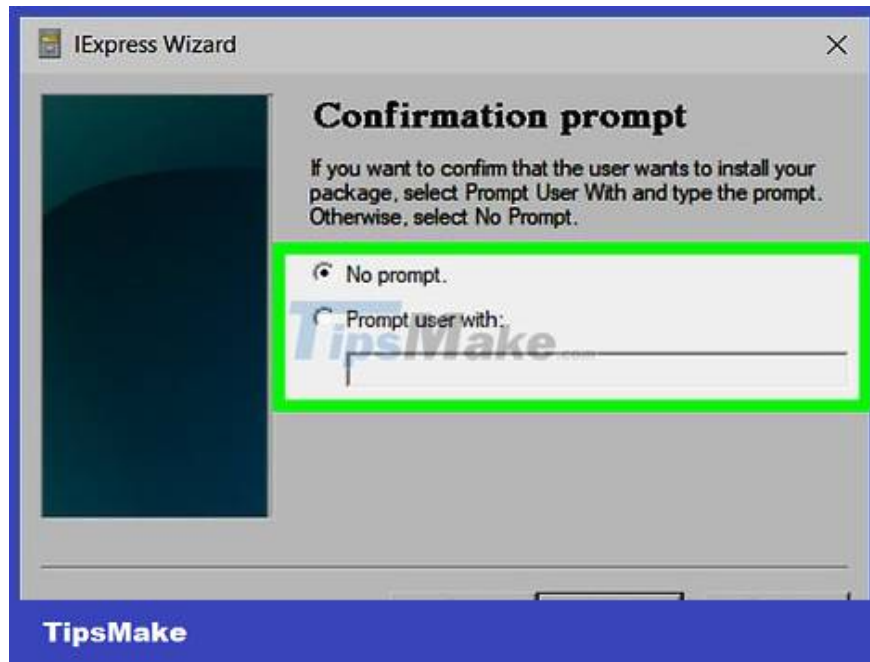 IExpress Wizard
Confirmation prompt
If you want to confirm that the user wants to install your
package, select Prompt User With and type the prompt.
Otherwise, select No Prompt.
No prompt.
Prompt user with:
TipsMake.com
TipsMake